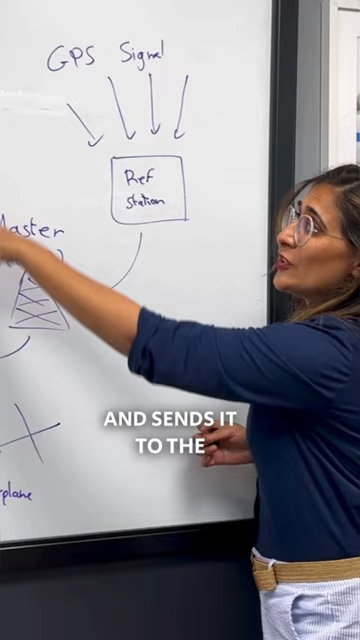 GPS Signal
Ref
Station
Master
AND SENDS IT
TO THE